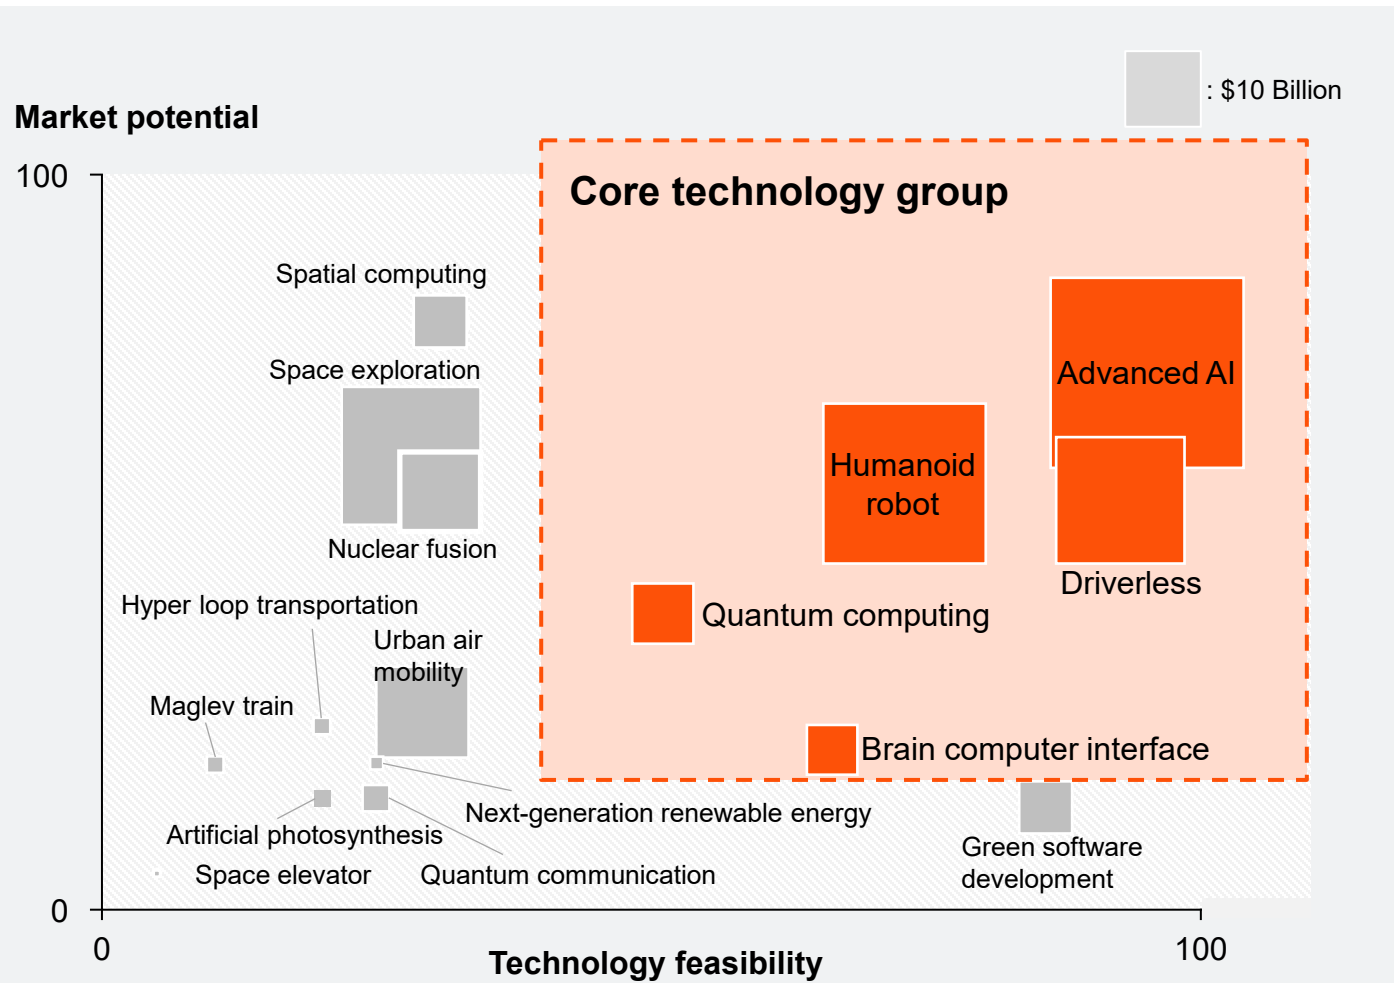 : $10 Billion
Market potential
100
Core technology group
Spatial computing
Space exploration
Advanced AI
Humanoid
robot
Nuclear fusion
Driverless
Hyper loop transportation
Quantum computing
Urban air
mobility
Maglev train
Brain computer interface
Next-generation renewable energy
Artificial photosynthesis
Green software
development
Space elevator
Quantum communication
0
0
100
Technology feasibility